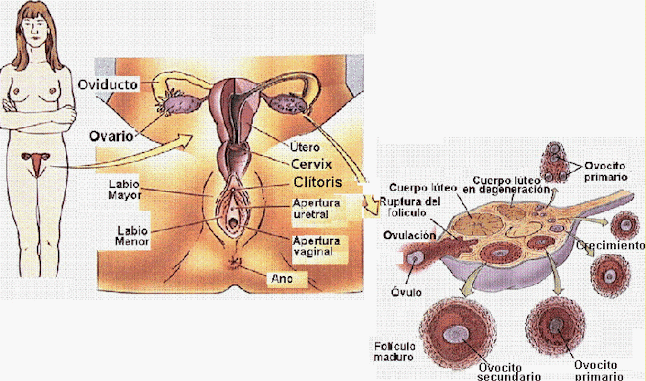 Oviducto
Ovario
Útero
Cervix
Clítoris
Labio
Mayor
Apertura
uretral
Labio
Menor
Apertura
vaginal
Ano
Ovocito
primario
Cuerpo lúteo
en degeneración
Cuerpo lúteo
Ruptura del
folículo
Ovulación
Crecimiento
Óvulo
Folículo
maduro
Ovocito
secundario
Ovocito
primario